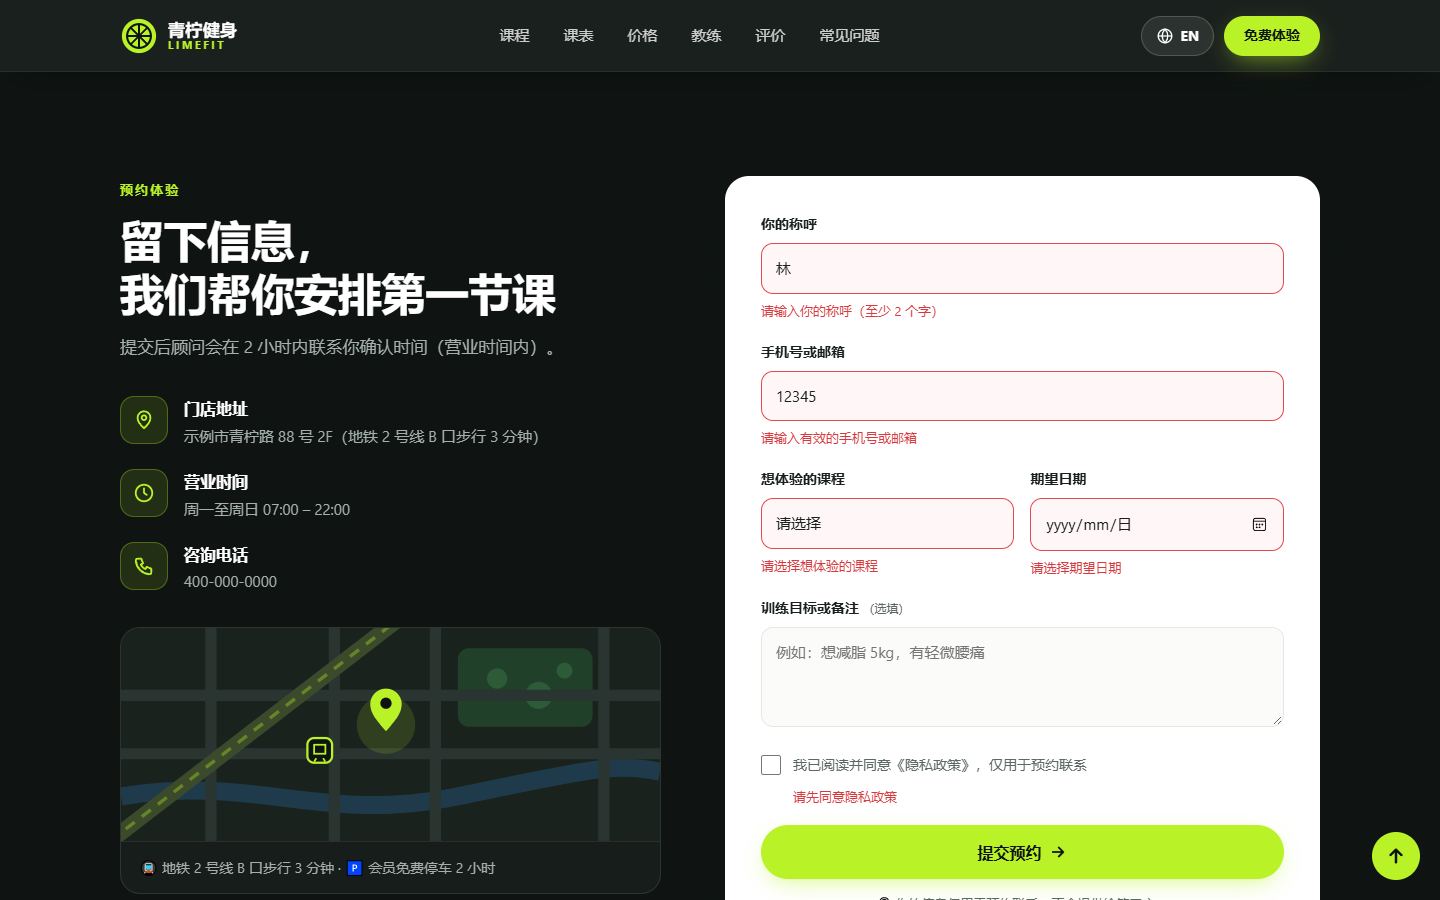 青柠健身
LIMEFIT
课程
课表
价格
教练
评价
常见问题
EN
免费体验
预约体验
留下信息，
我们帮你安排第一节课
提交后顾问会在 2 小时内联系你确认时间（营业时间内）。
门店地址
示例市青柠路 88 号 2F（地铁 2 号线 B 口步行 3 分钟）
营业时间
周一至周日 07:00 – 22:00
咨询电话
400-000-0000
地铁 2 号线 B 口步行 3 分钟 · P 会员免费停车 2 小时
你的称呼
林
请输入你的称呼（至少 2 个字）
手机号或邮箱
12345
请输入有效的手机号或邮箱
想体验的课程
请选择
请选择想体验的课程
期望日期
yyyy/mm/日
请选择期望日期
训练目标或备注 （选填）
例如：想减脂 5kg，有轻微腰痛
我已阅读并同意《隐私政策》，仅用于预约联系
请先同意隐私政策
提交预约